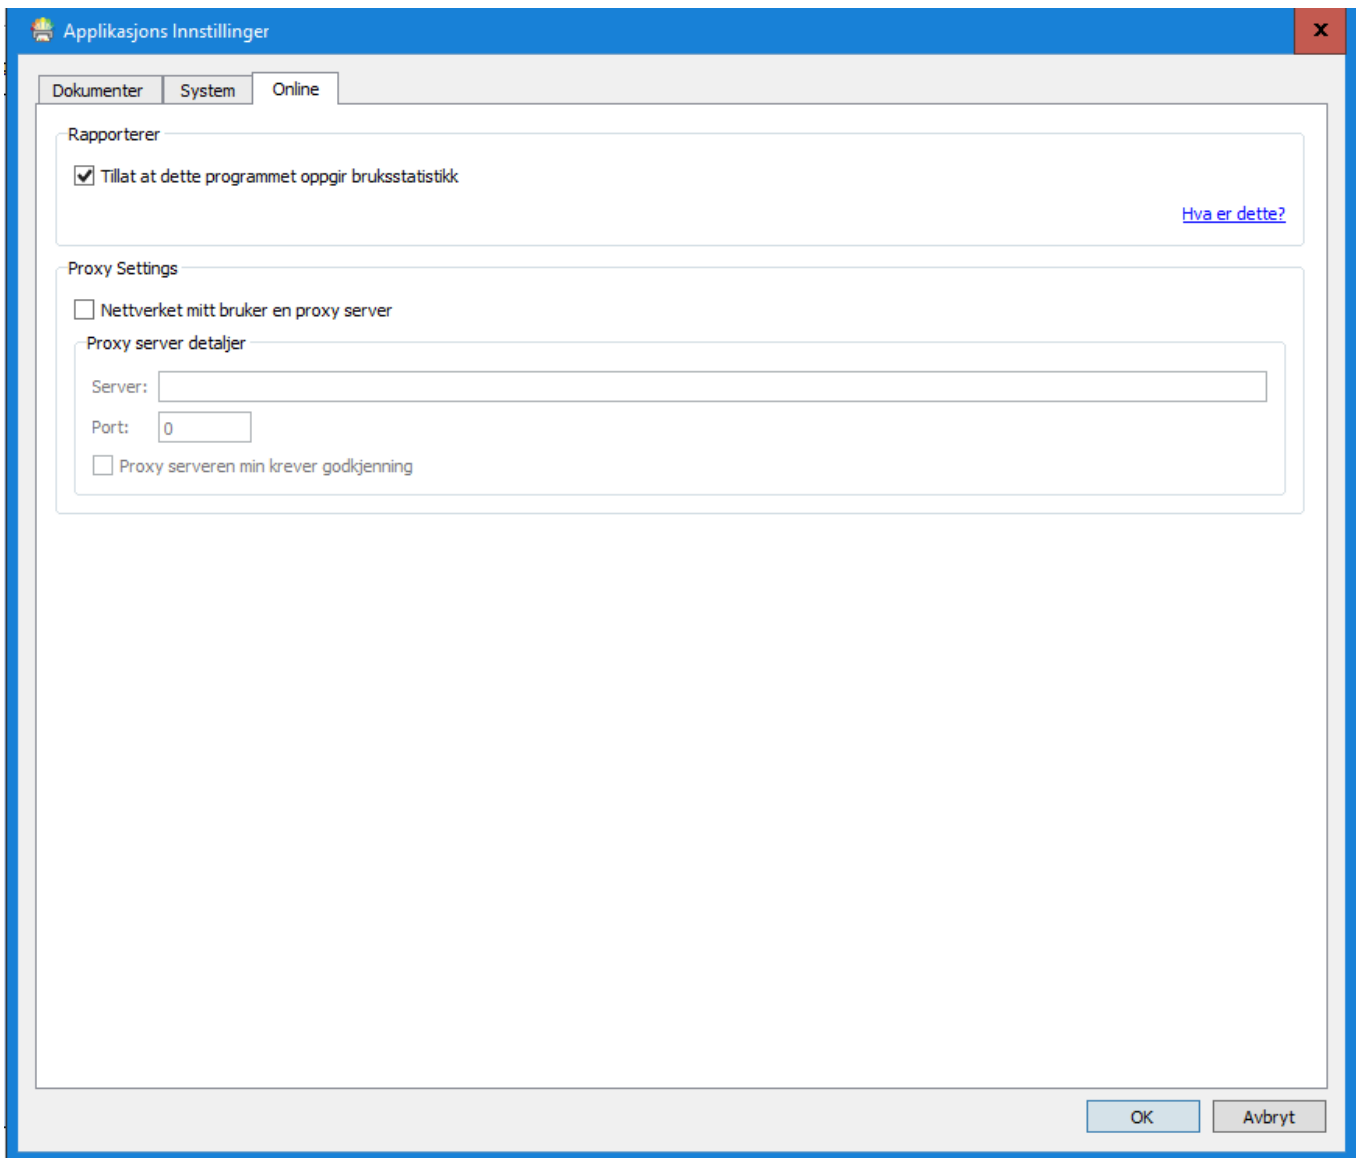 Applikasjons Innstillinger
x
Dokumenter System Online
Rapporterer
Tillat at dette programmet oppgir bruksstatistikk
Hva er dette?
Proxy Settings
Nettverket mitt bruker en proxy server
Proxy server detaljer
Server:
Port: 0
Proxy serveren min krever godkjenning
OK Avbryt